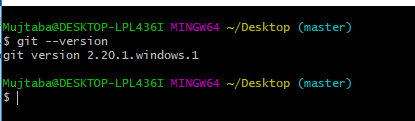 Mujtaba@DESKTOP-LPL436I MINGW64 ~/Desktop (master)
$ git --version
git version 2.20.1.windows.1
Mujtaba@DESKTOP-LPL436I MINGW64 ~/Desktop (master)
$